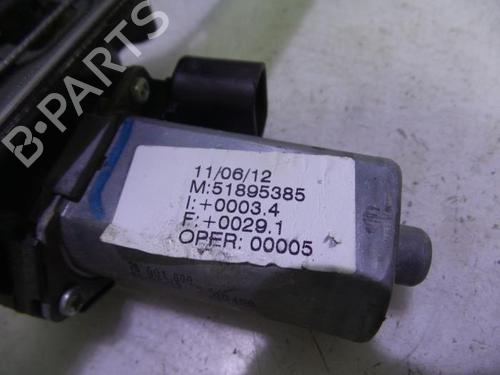 B-PARTS
11/06/12
M:51895385
I:+0003.4
F:+0029.1
OPER: 00005